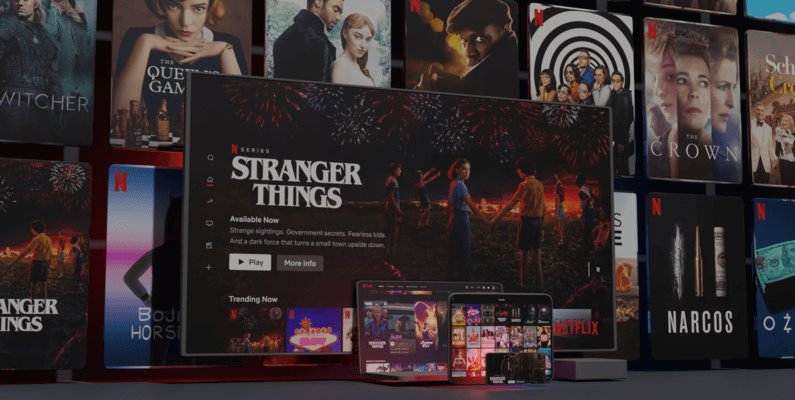 WITCHER
THE
QUEEN'S
GAM
N
N
N
THE
CROWN
Sch
Cre
N SERIES
STRANGER
THINGS
Available Now
Strange sightings. Government secrets. Fearless kids.
And a dark force that turns a small town upside down.
Play
More info
Trending Now
STRANGER
THINGS
NETFLIX
N
ANGER
NGS
N
BoJ
HORS
N
NARCOS
N
OZ